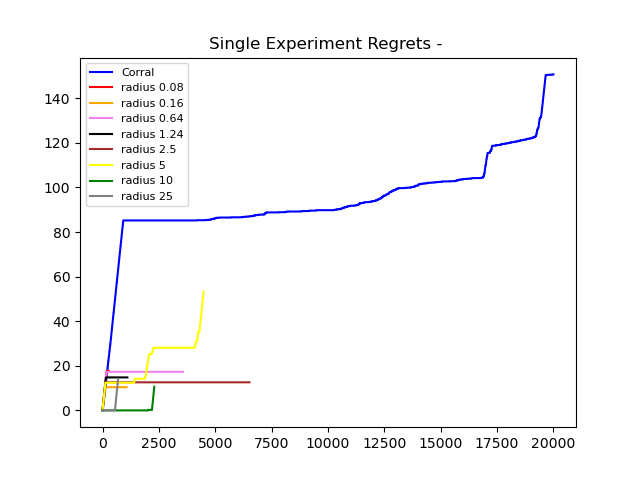 Single Experiment Regrets -
Corral
radius 0.08
radius 0.16
radius 0.64
radius 1.24
radius 2.5
radius 5
radius 10
radius 25
140
120
100
80
60
40
20
0
0 2500 5000 7500 10000 12500 15000 17500 20000